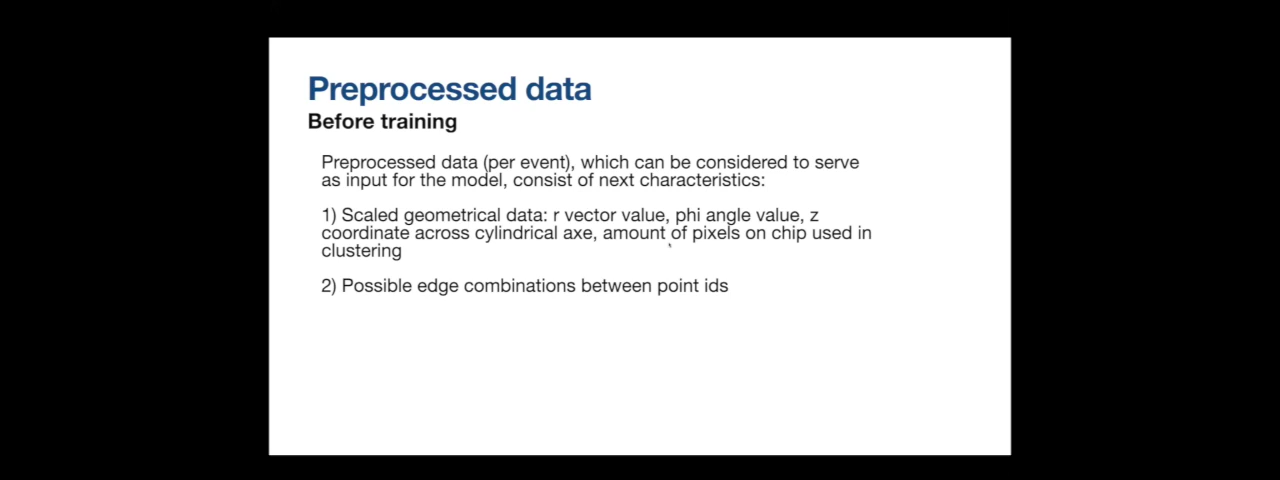 Preprocessed data
Before training
Preprocessed data (per event), which can be considered to serve
as input for the model, consist of next characteristics:
1) Scaled geometrical data: r vector value, phi angle value, z
coordinate across cylindrical axe, amount of pixels on chip used in
clustering
2) Possible edge combinations between point ids